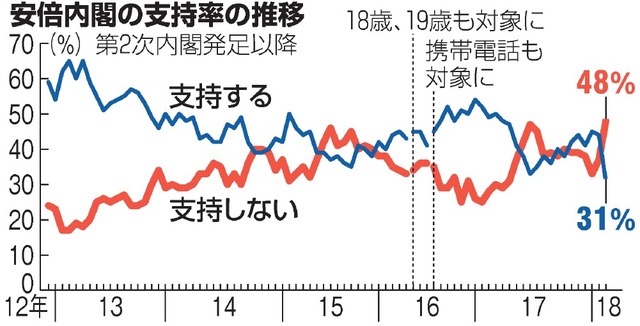 安倍内閣の支持率の推移
(%) 第2次内閣発足以降
18歳、19歳も対象に
携帯電話も
対象に
70
60
50
40
30
20
10
0
支持する
支持しない
48%
31%
12年 13 14 15 16 17 18